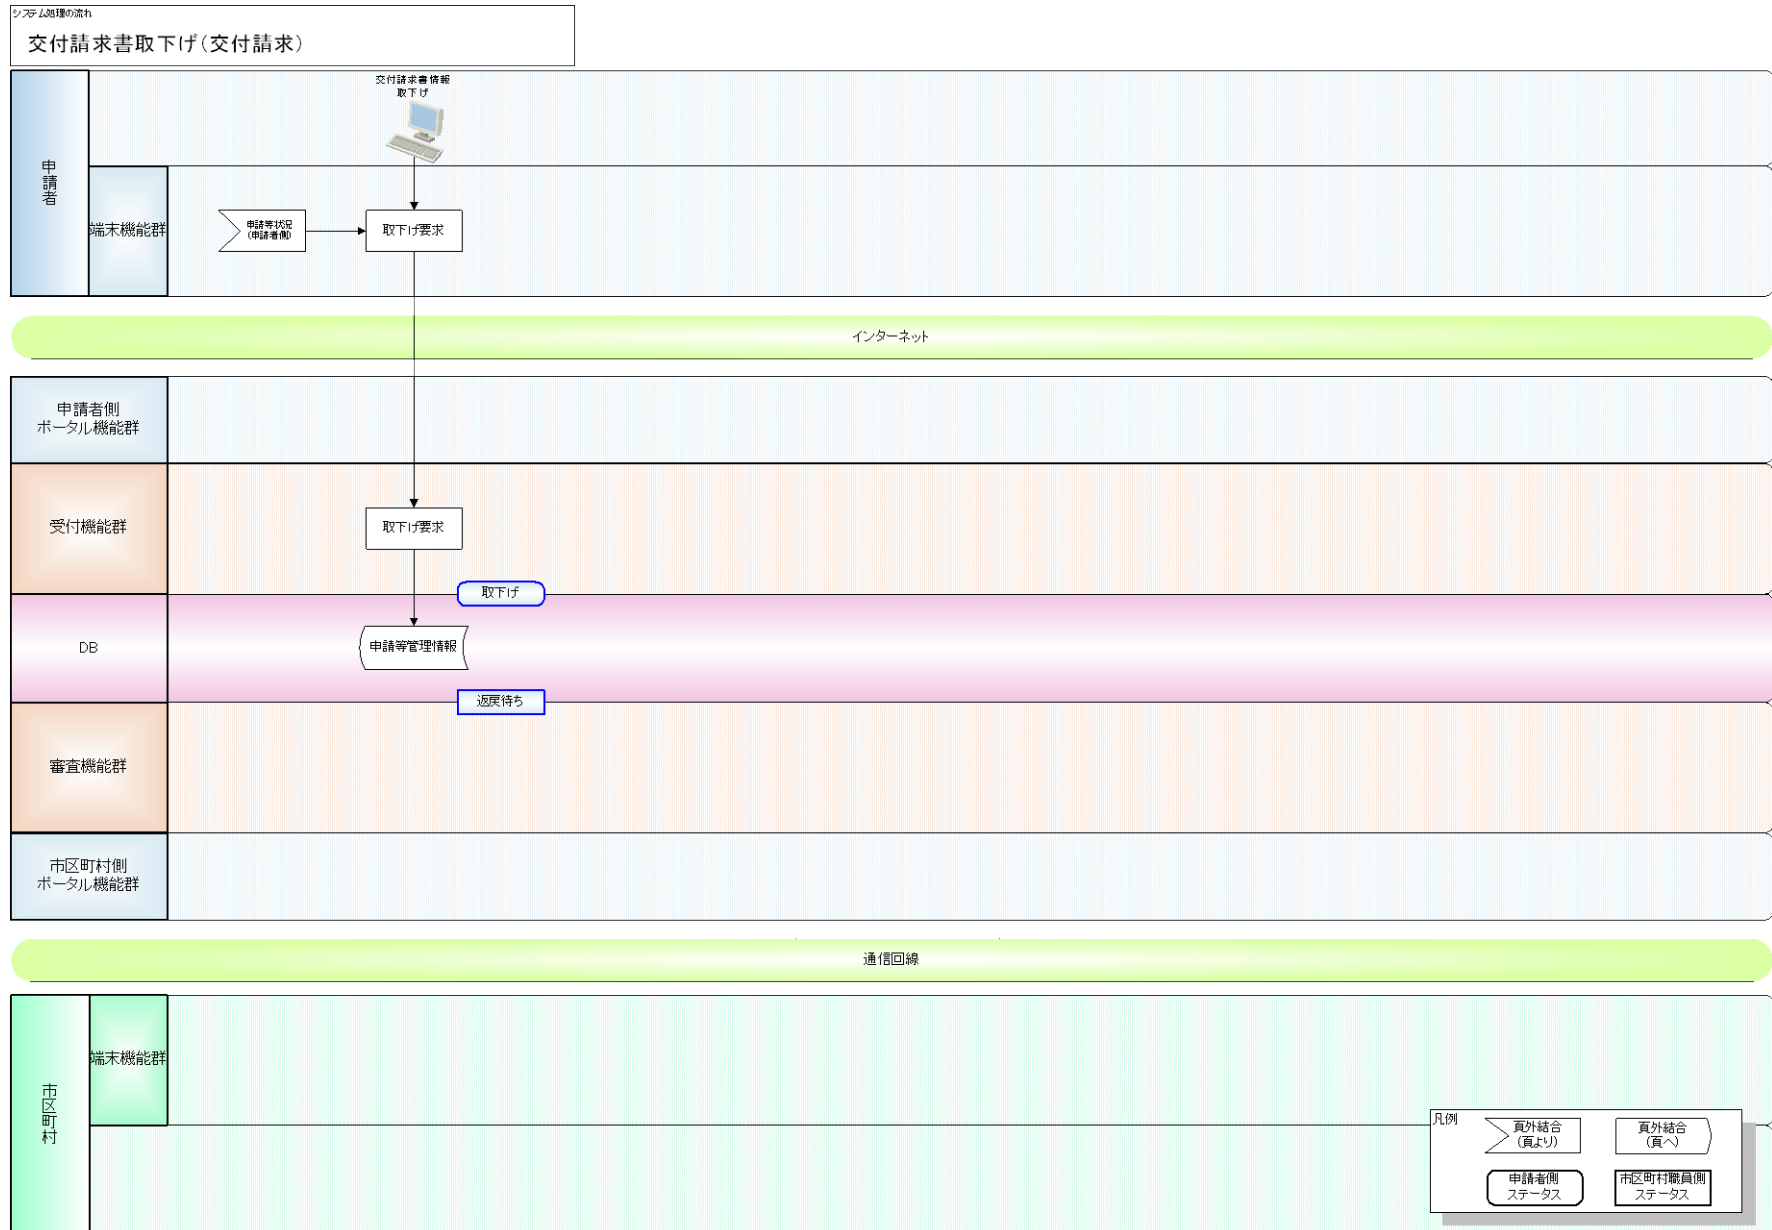 システム処理の流れ
交付請求書取下げ（交付請求）
交付請求書情報
取下げ
申請者
端末機能群
申請等状況
（申請者側）
取下げ要求
インターネット
申請者側
ポータル機能群
受付機能群
取下げ要求
取下げ
DB
申請等管理情報
返戻待ち
審査機能群
市区町村側
ポータル機能群
通信回線
市区町村
端末機能群
凡例
頁外結合
（頁より）
頁外結合
（頁へ）
申請者側
ステータス
市区町村職員側
ステータス